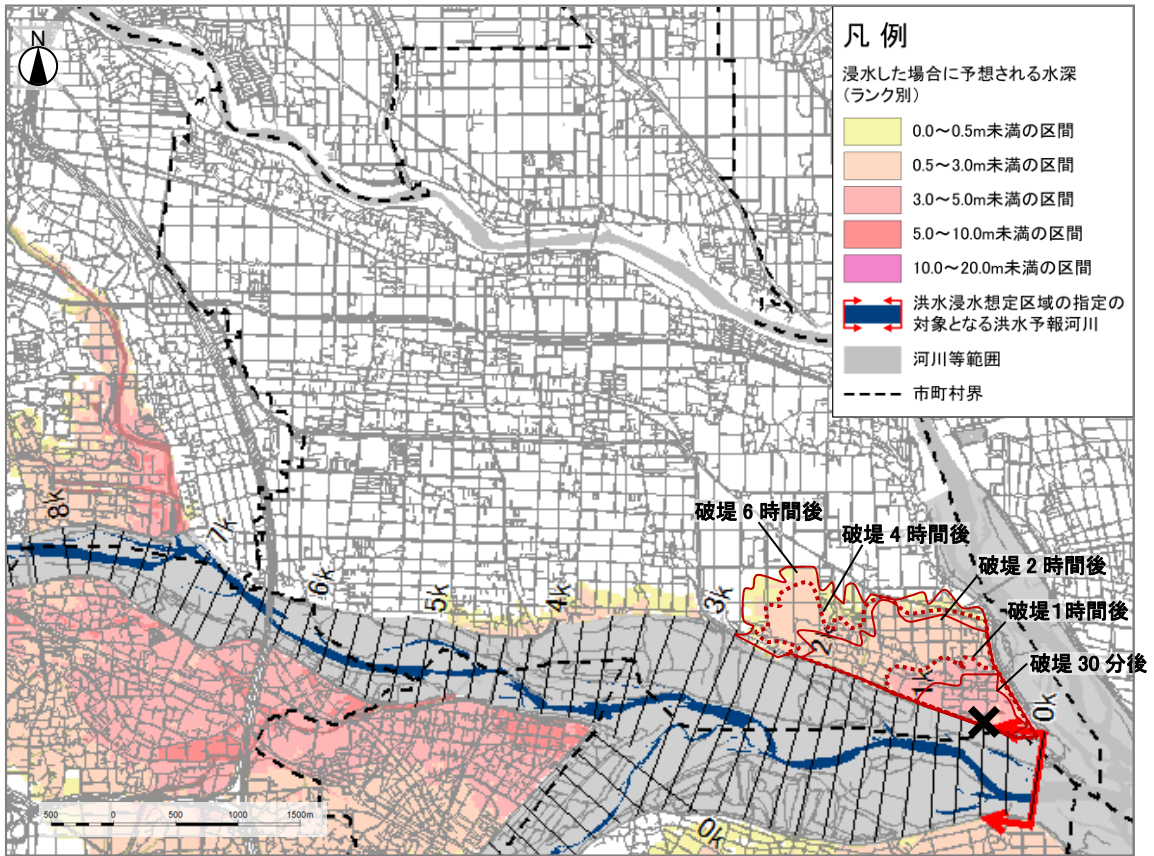 N
凡例
浸水した場合に予想される水深
(ランク別)
0.0～0.5m未満の区間
0.5～3.0m未満の区間
3.0～5.0m未満の区間
5.0～10.0m未満の区間
10.0～20.0m未満の区間
洪水浸水想定区域の指定の
対象となる洪水予報河川
河川等範囲
市町村界
破堤 6 時間後
破堤 4 時間後
破堤 2 時間後
破堤 1 時間後
破堤 30 分後
8k
7k
6k
5k
4k
3k
2
1k
0k
0k
500 0 500 1000 1500m